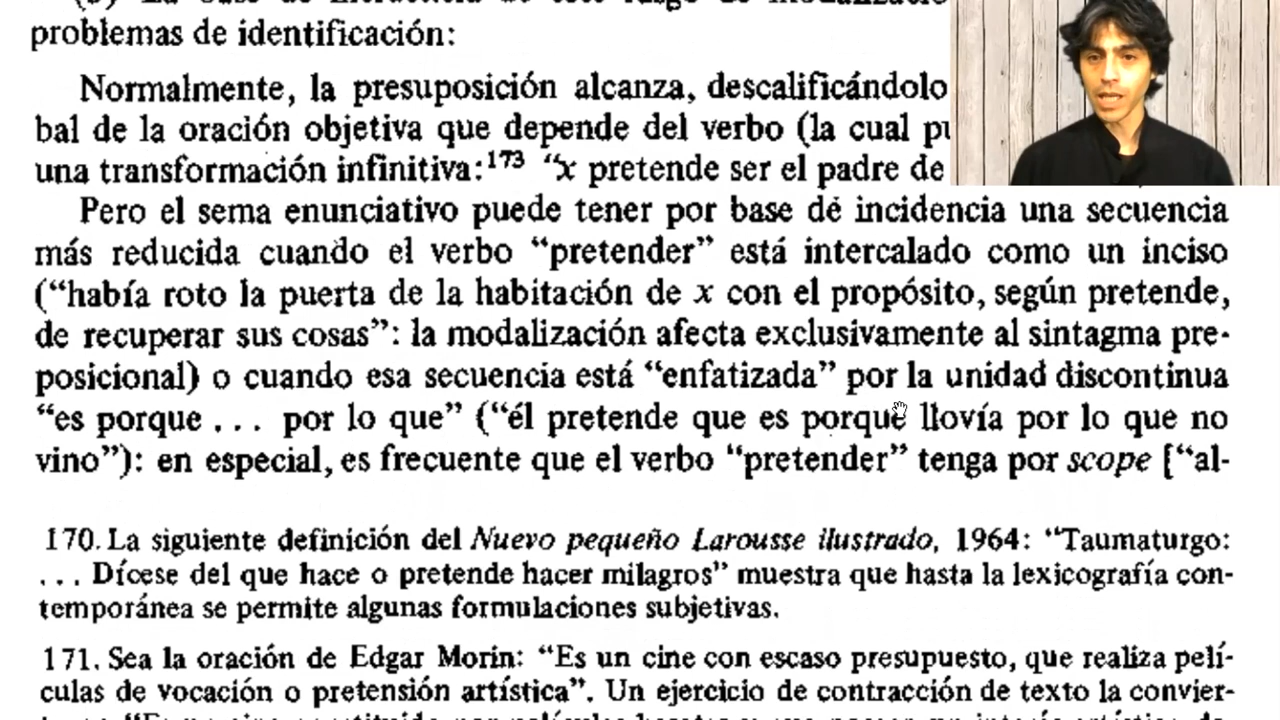 problemas de identificación:
Normalmente, la presuposición alcanza, descalificándolo
bal de la oración objetiva que depende del verbo (la cual
una transformación infinitiva:¹⁷³ “x pretende ser el padre de
Pero el sema enunciativo puede tener por base de incidencia una secuencia
más reducida cuando el verbo “pretender” está intercalado como un inciso
(“había roto la puerta de la habitación de x con el propósito, según pretende,
de recuperar sus cosas”: la modalización afecta exclusivamente al sintagma pre-
posicional) o cuando esa secuencia está “enfatizada” por la unidad discontinua
“es porque ... por lo que” (“él pretende que es porque llovía por lo que no
vino”): en especial, es frecuente que el verbo “pretender” tenga por scope [“al-
170. La siguiente definición del Nuevo pequeño Larousse ilustrado, 1964: “Taumaturgo:
... Dícese del que hace o pretende hacer milagros” muestra que hasta la lexicografía con-
temporánea se permite algunas formulaciones subjetivas.
171. Sea la oración de Edgar Morin: “Es un cine con escaso presupuesto, que realiza pelí-
culas de vocación o pretensión artística”. Un ejercicio de contracción de texto la convier-